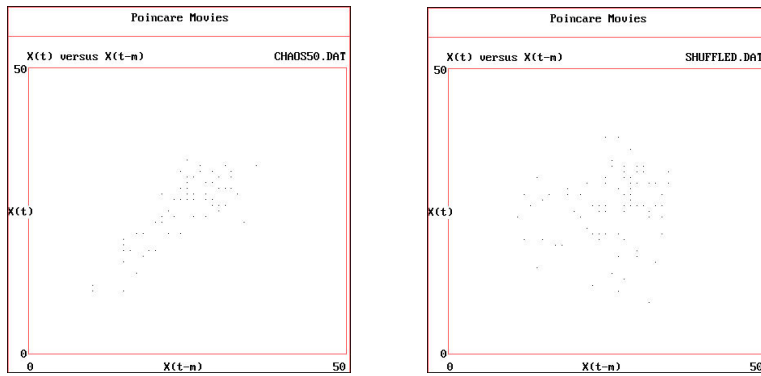 Poincare Movies
X(t) versus X(t-m) CHAOS50.DAT
50
X(t)
0
0 X(t-m) 50
Poincare Movies
X(t) versus X(t-m) SHUFFLED.DAT
50
X(t)
0
0 X(t-m) 50